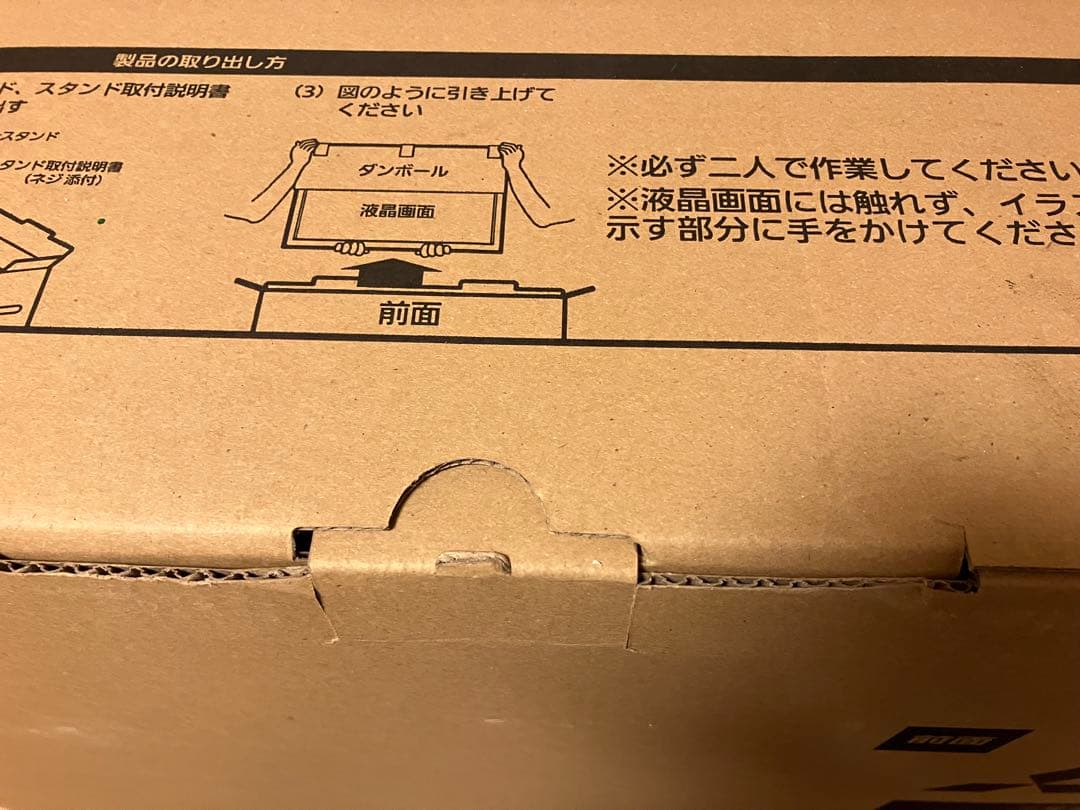 製品の取り出し方
ド、スタンド取付説明書
出す
スタンド
タンド取付説明書
（ネジ添付）
（3）図のように引き上げて
ください
ダンボール
液晶画面
前面
※必ず二人で作業してください
※液晶画面には触れず、イラ
示す部分に手をかけてくださ
前面